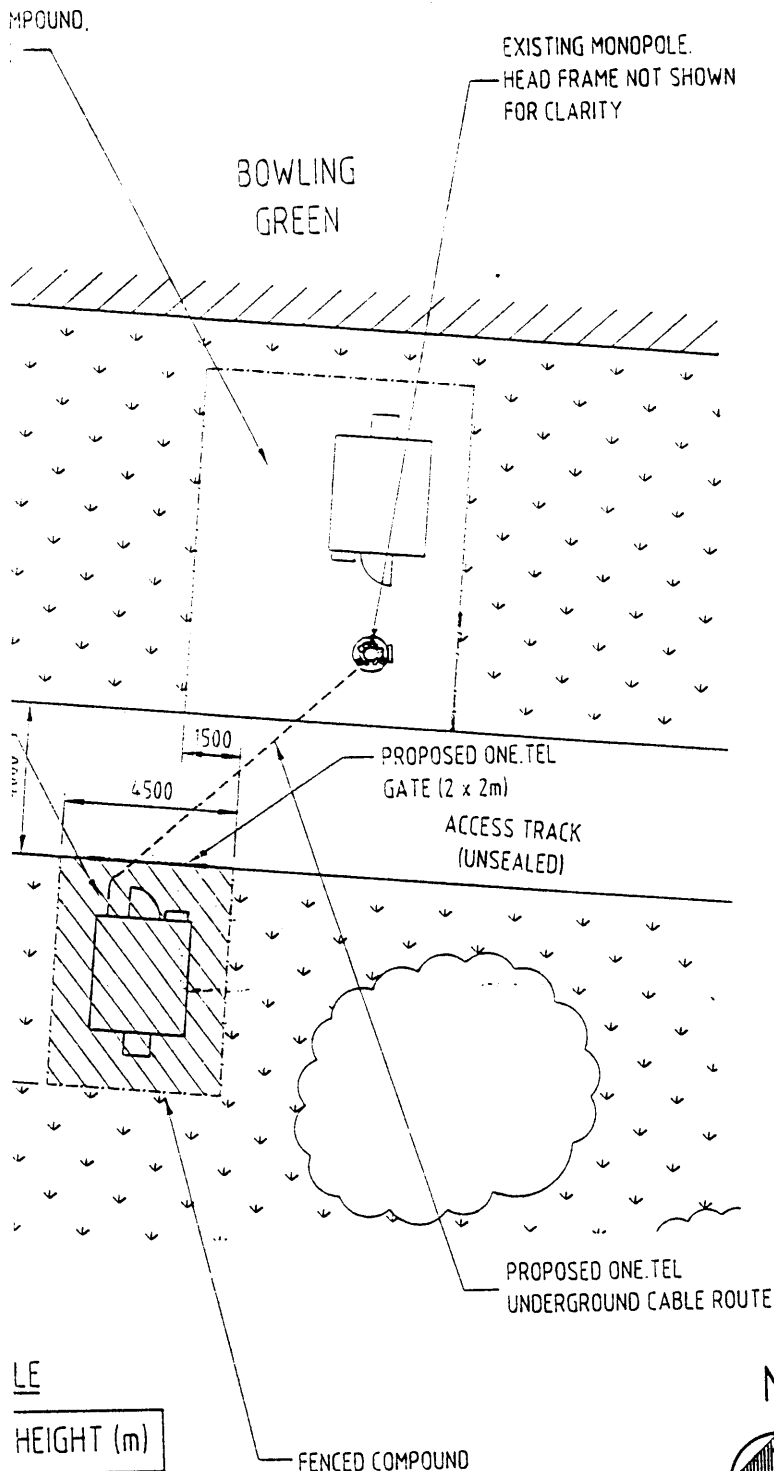 MPOUND,
EXISTING MONOPOLE.
HEAD FRAME NOT SHOWN
FOR CLARITY
BOWLING
GREEN
1500
PROPOSED ONE.TEL
GATE (2 x 2m)
4500
ACCESS TRACK
(UNSEALED)
PROPOSED ONE.TEL
UNDERGROUND CABLE ROUTE
LE
N
HEIGHT (m)
FENCED COMPOUND